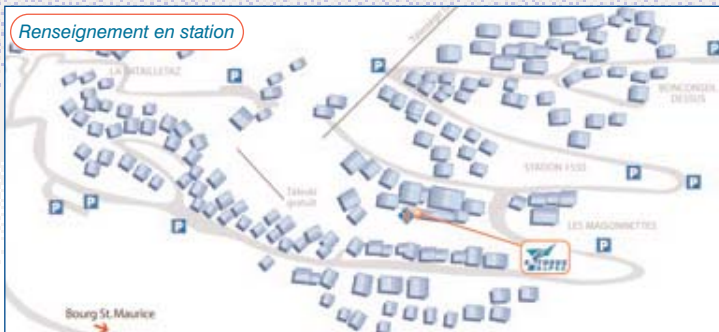 Renseignement en station
P
LA BATAILLETAZ
P
P
BONCONSEIL
DESSUS
STATION 1550
P
P
Téléski
gratuit
P
P
P
LES MAISONNETTES
P
Bourg St. Maurice